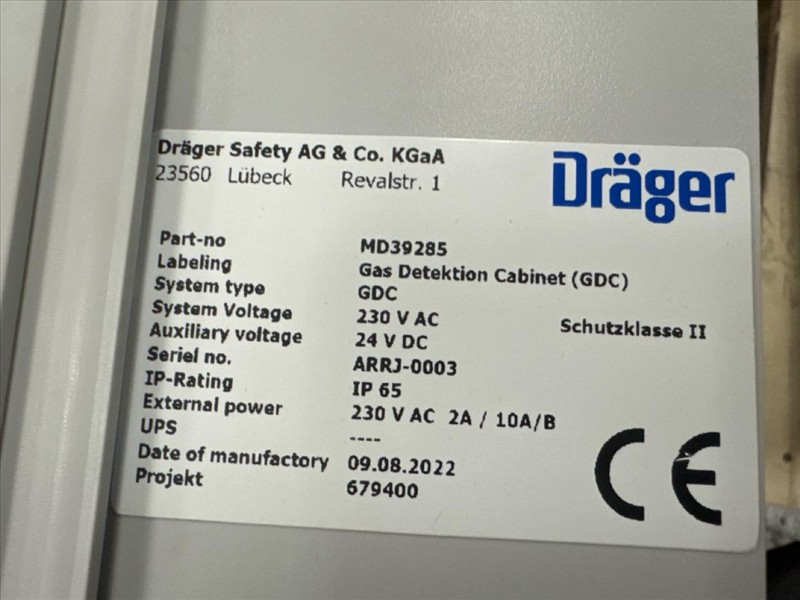 Dräger Safety AG & Co. KGaA
23560 Lübeck Revalstr. 1
Dräger
Part-no MD39285
Labeling Gas Detektion Cabinet (GDC)
System type GDC
System Voltage 230 V AC Schutzklasse II
Auxiliary voltage 24 V DC
Seriel no. ARRJ-0003
IP-Rating IP 65
External power 230 V AC 2A / 10A/B
UPS ----
Date of manufactory 09.08.2022
Projekt 679400
CE